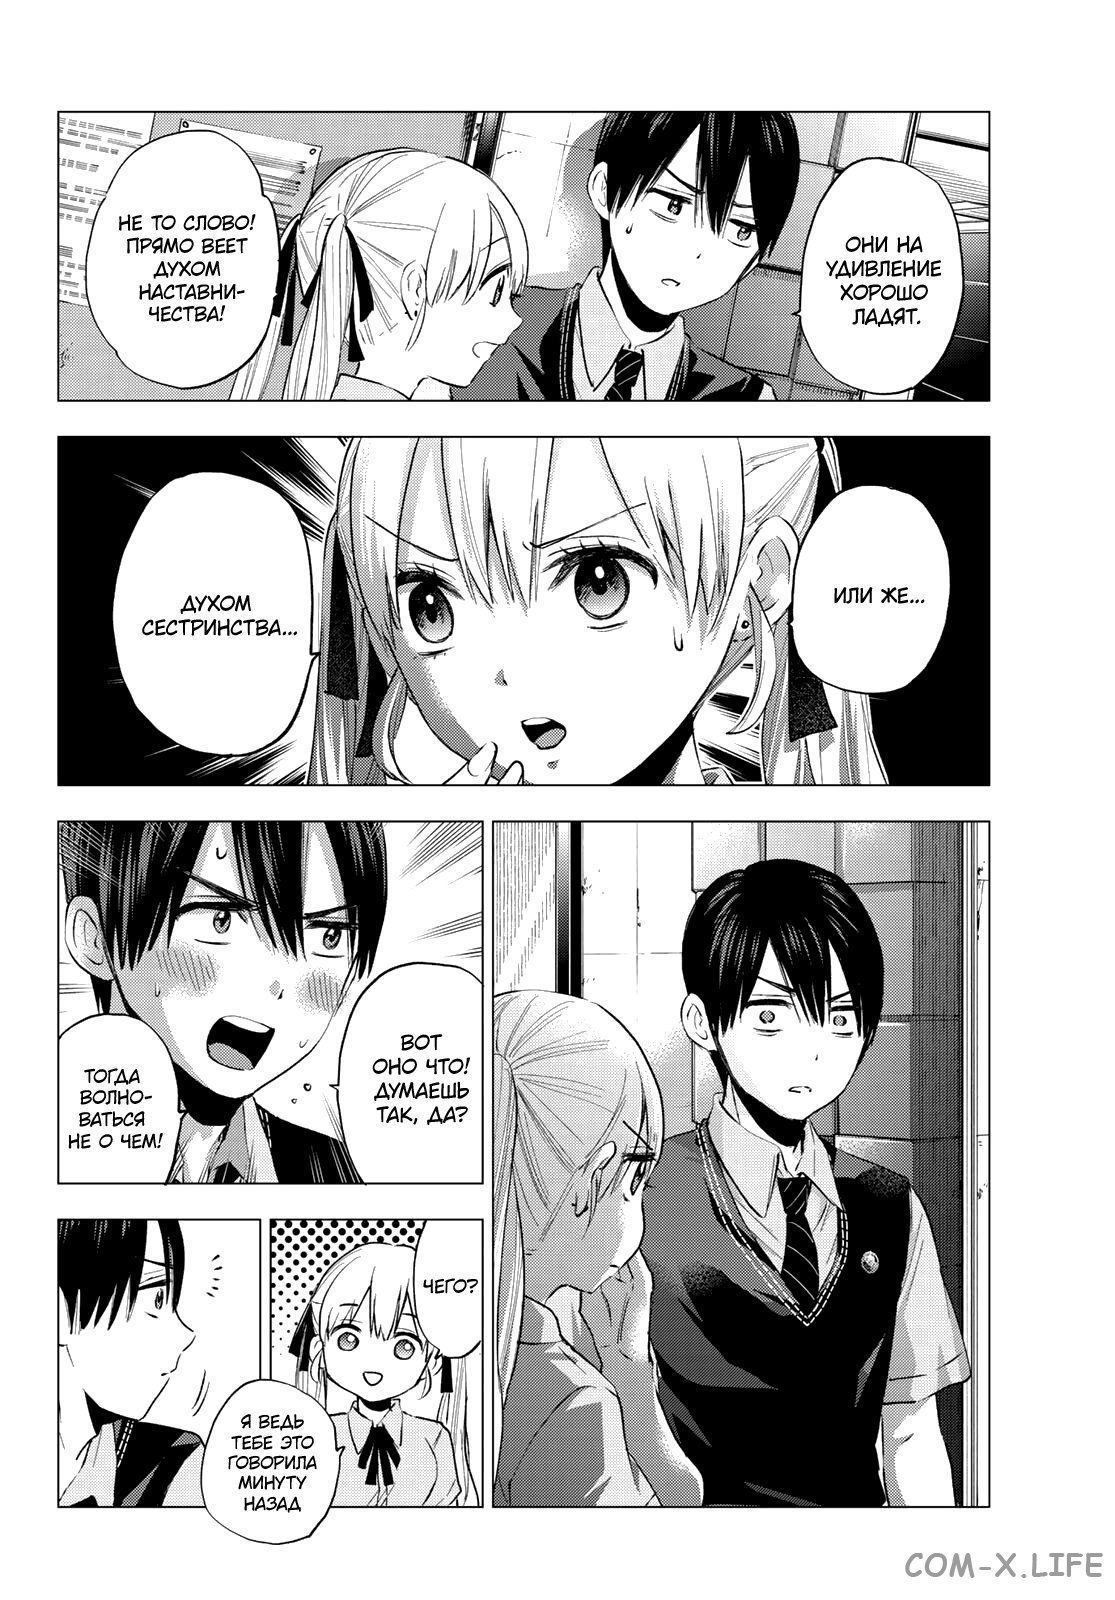 ОНИ НА
УДИВЛЕНИЕ
ХОРОШО
ЛАДЯТ.
НЕ ТО СЛОВО!
ПРЯМО ВЕЕТ
ДУХОМ
НАСТАВНИ-
ЧЕСТВА!
ИЛИ ЖЕ...
ДУХОМ
СЕСТРИНСТВА...
ВОТ
ОНО ЧТО!
ДУМАЕШЬ
ТАК, ДА?
ТОГДА
ВОЛНО-
ВАТЬСЯ
НЕ О ЧЕМ!
ЧЕГО?
Я ВЕДЬ
ТЕБЕ ЭТО
ГОВОРИЛА
МИНУТУ
НАЗАД
COM-X.LIFE